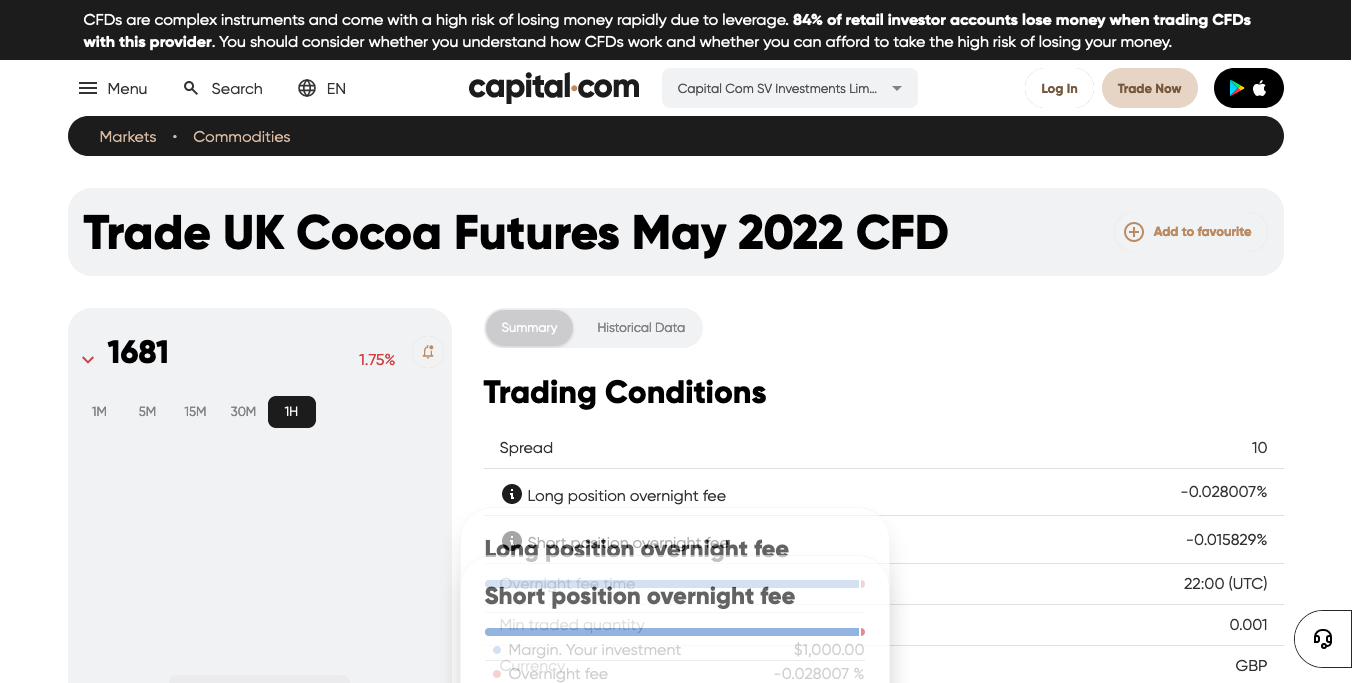 CFDs are complex instruments and come with a high risk of losing money rapidly due to leverage. 84% of retail investor accounts lose money when trading CFDs
with this provider. You should consider whether you understand how CFDs work and whether you can afford to take the high risk of losing your money.
Menu
Search
EN
capital.com
Capital Com SV Investments Lim...
Log In
Trade Now
Markets
Commodities
Trade UK Cocoa Futures May 2022 CFD
Add to favourite
1681
1.75%
1M
5M
15M
30M
1H
Summary
Historical Data
Trading Conditions
Spread
10
Long position overnight fee
-0.028007%
Short position overnight fee
-0.015829%
Long position overnight fee
Overnight fee time
22:00 (UTC)
Short position overnight fee
Min traded quantity
0.001
Margin. Your investment
$1,000.00
Currency
GBP
Overnight fee
-0.028007 %